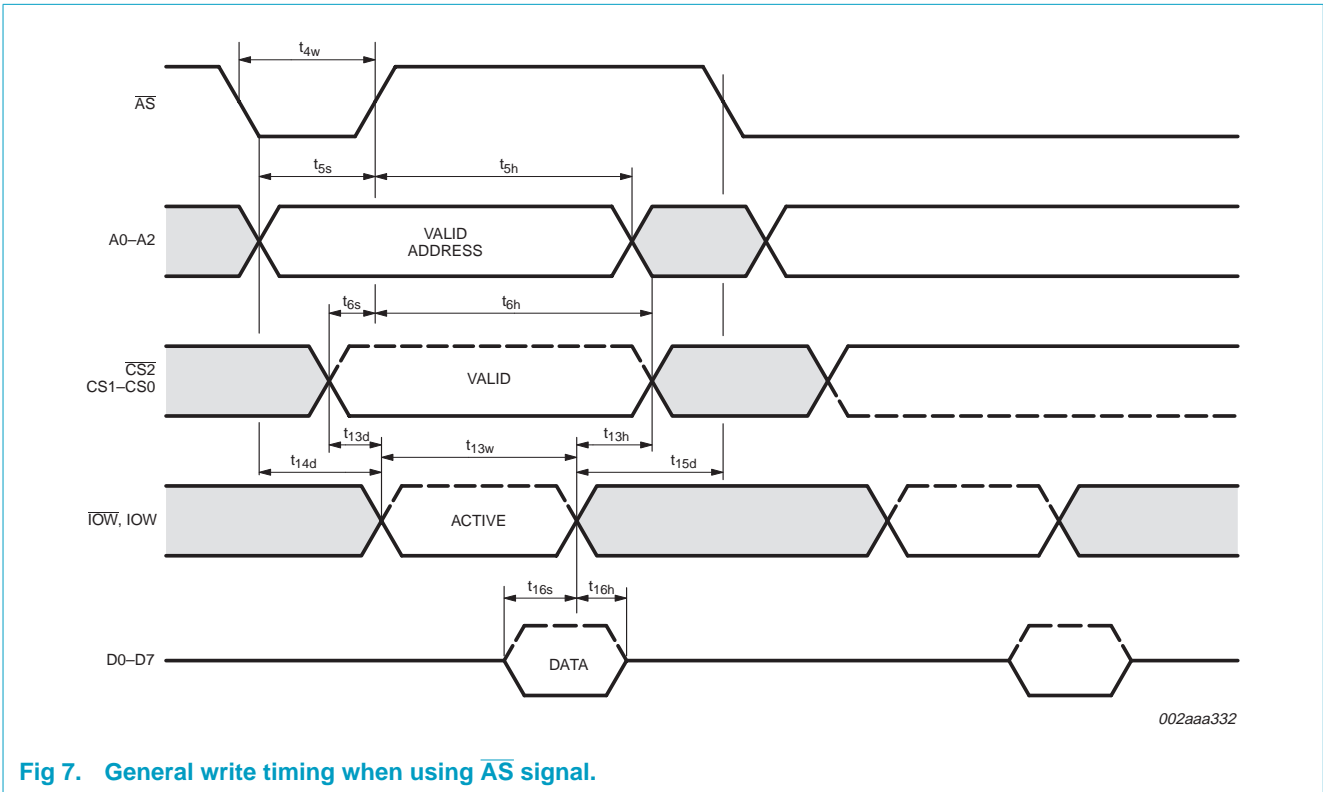 t4w
AS
t5s
t5h
A0–A2
VALID
ADDRESS
t6s
t6h
CS2
CS1–CS0
VALID
t13d
t13w
t13h
t14d
t15d
IOW, IOW
ACTIVE
t16s
t16h
D0–D7
DATA
002aaa332
Fig 7. General write timing when using AS signal.